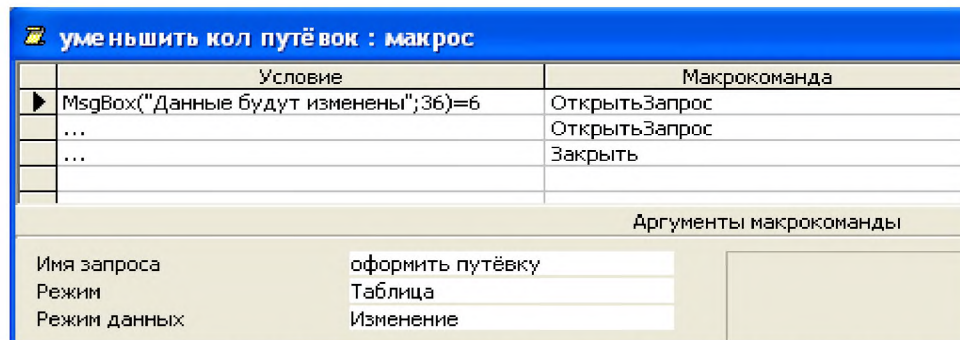 уменьшить кол путёвок : макрос
Условие Макрокоманда
MsgBox("Данные будут изменены";36)=6 ОткрытьЗапрос
... ОткрытьЗапрос
... Закрыть
Аргументы макрокоманды
Имя запроса оформить путёвку
Режим Таблица
Режим данных Изменение